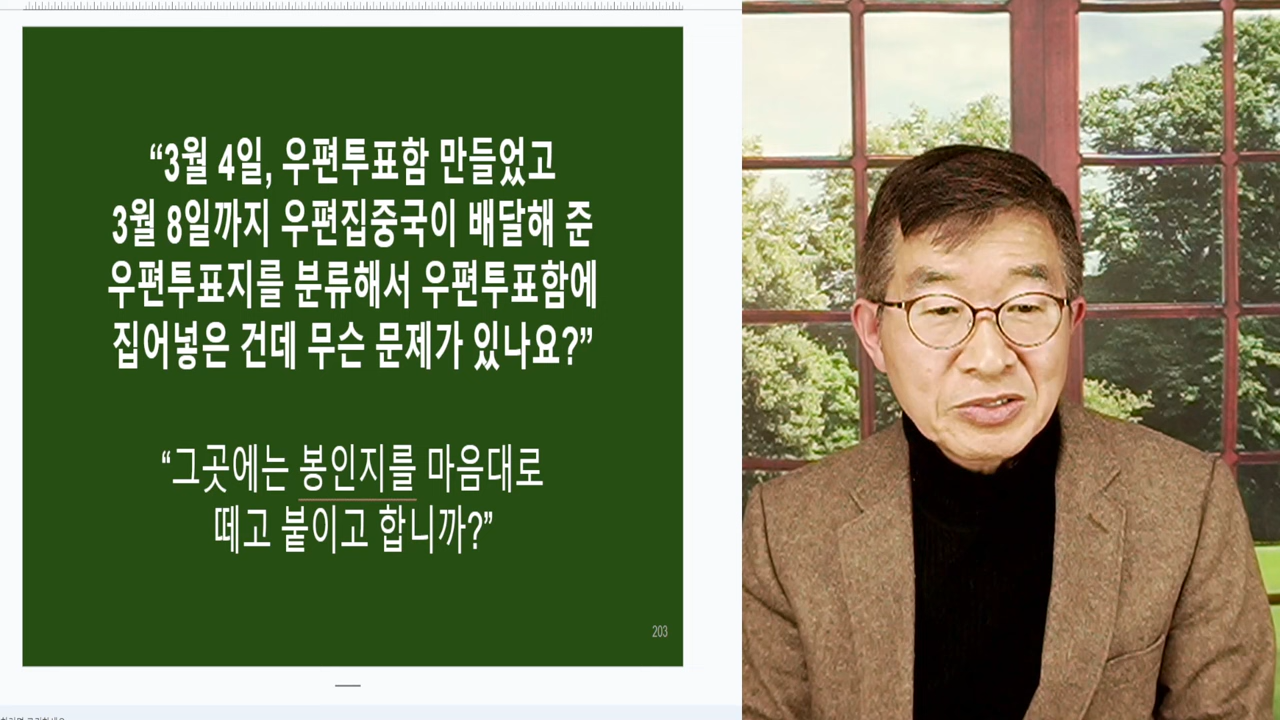 “3월 4일, 우편투표함 만들었고
3월 8일까지 우편집중국이 배달해 준
우편투표지를 분류해서 우편투표함에
집어넣은 건데 무슨 문제가 있나요?”
“그곳에는 봉인지를 마음대로
떼고 붙이고 합니까?”
203